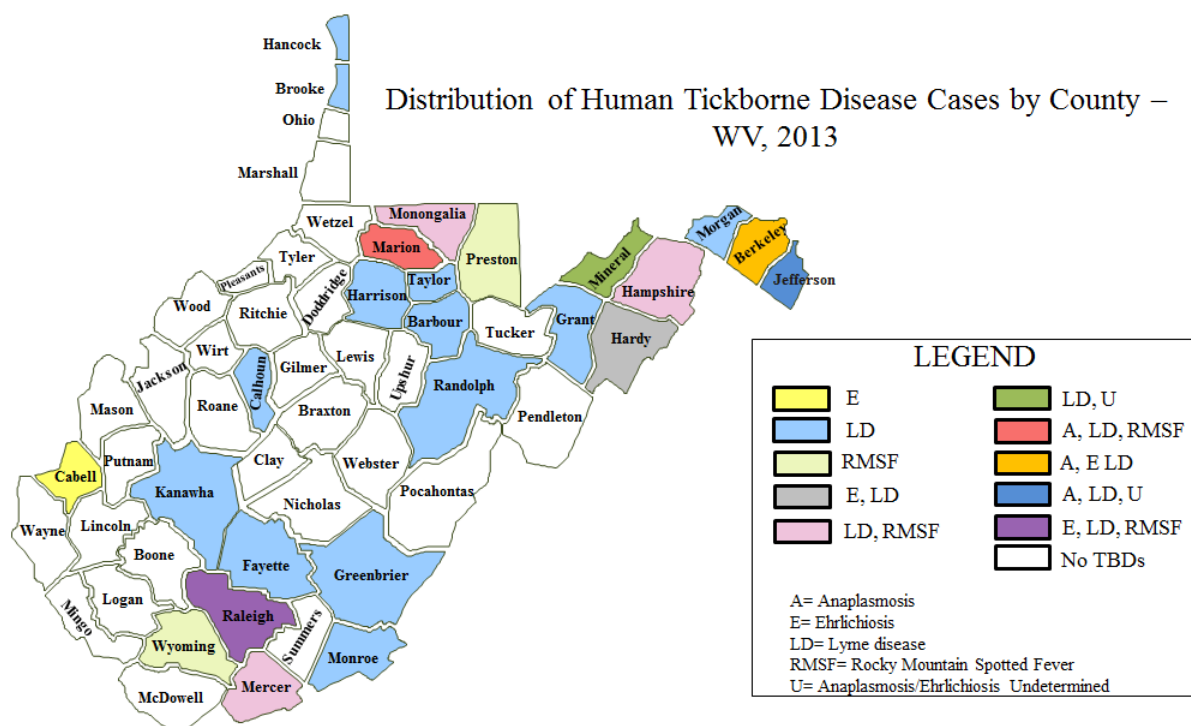 Distribution of Human Tickborne Disease Cases by County –
WV, 2013
Hancock
Brooke
Ohio
Marshall
Wetzel
Monongalia
Marion
Preston
Tyler
Pleasants
Doddridge
Harrison
Taylor
Barbour
Wood
Ritchie
Tucker
Grant
Mineral
Hampshire
Hardy
Morgan
Berkeley
Jefferson
Wirt
Jackson
Calhoun
Gilmer
Lewis
Upshur
Randolph
Mason
Roane
Braxton
Pendleton
Putnam
Cabell
Clay
Webster
Kanawha
Nicholas
Pocahontas
Wayne
Lincoln
Boone
Fayette
Greenbrier
Logan
Mingo
Raleigh
Summers
Wyoming
Monroe
McDowell
Mercer
LEGEND
E
LD
RMSF
E, LD
LD, RMSF
LD, U
A, LD, RMSF
A, E LD
A, LD, U
E, LD, RMSF
No TBDs
A= Anaplasmosis
E= Ehrlichiosis
LD= Lyme disease
RMSF= Rocky Mountain Spotted Fever
U= Anaplasmosis/Ehrlichiosis Undetermined